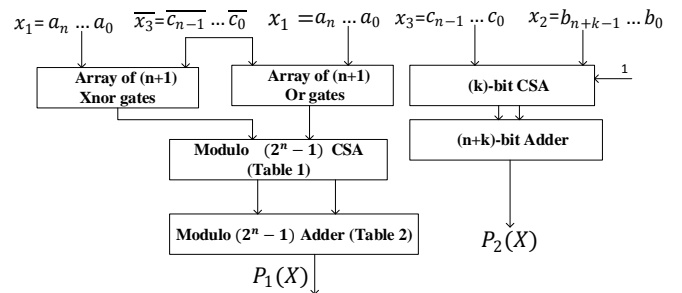 x₁=aₙ … a₀
x̅₃̅=c̅ₙ̅₋̅₁̅ … c̅₀̅
x₁ =aₙ … a₀
x₃=cₙ₋₁ … c₀
x₂=bₙ₊ₖ₋₁ … b₀
Array of (n+1)
Xnor gates
Array of (n+1)
Or gates
(k)-bit CSA
1
Modulo (2ⁿ − 1) CSA
(Table 1)
(n+k)-bit Adder
Modulo (2ⁿ − 1) Adder (Table 2)
P₁(X)
P₂(X)